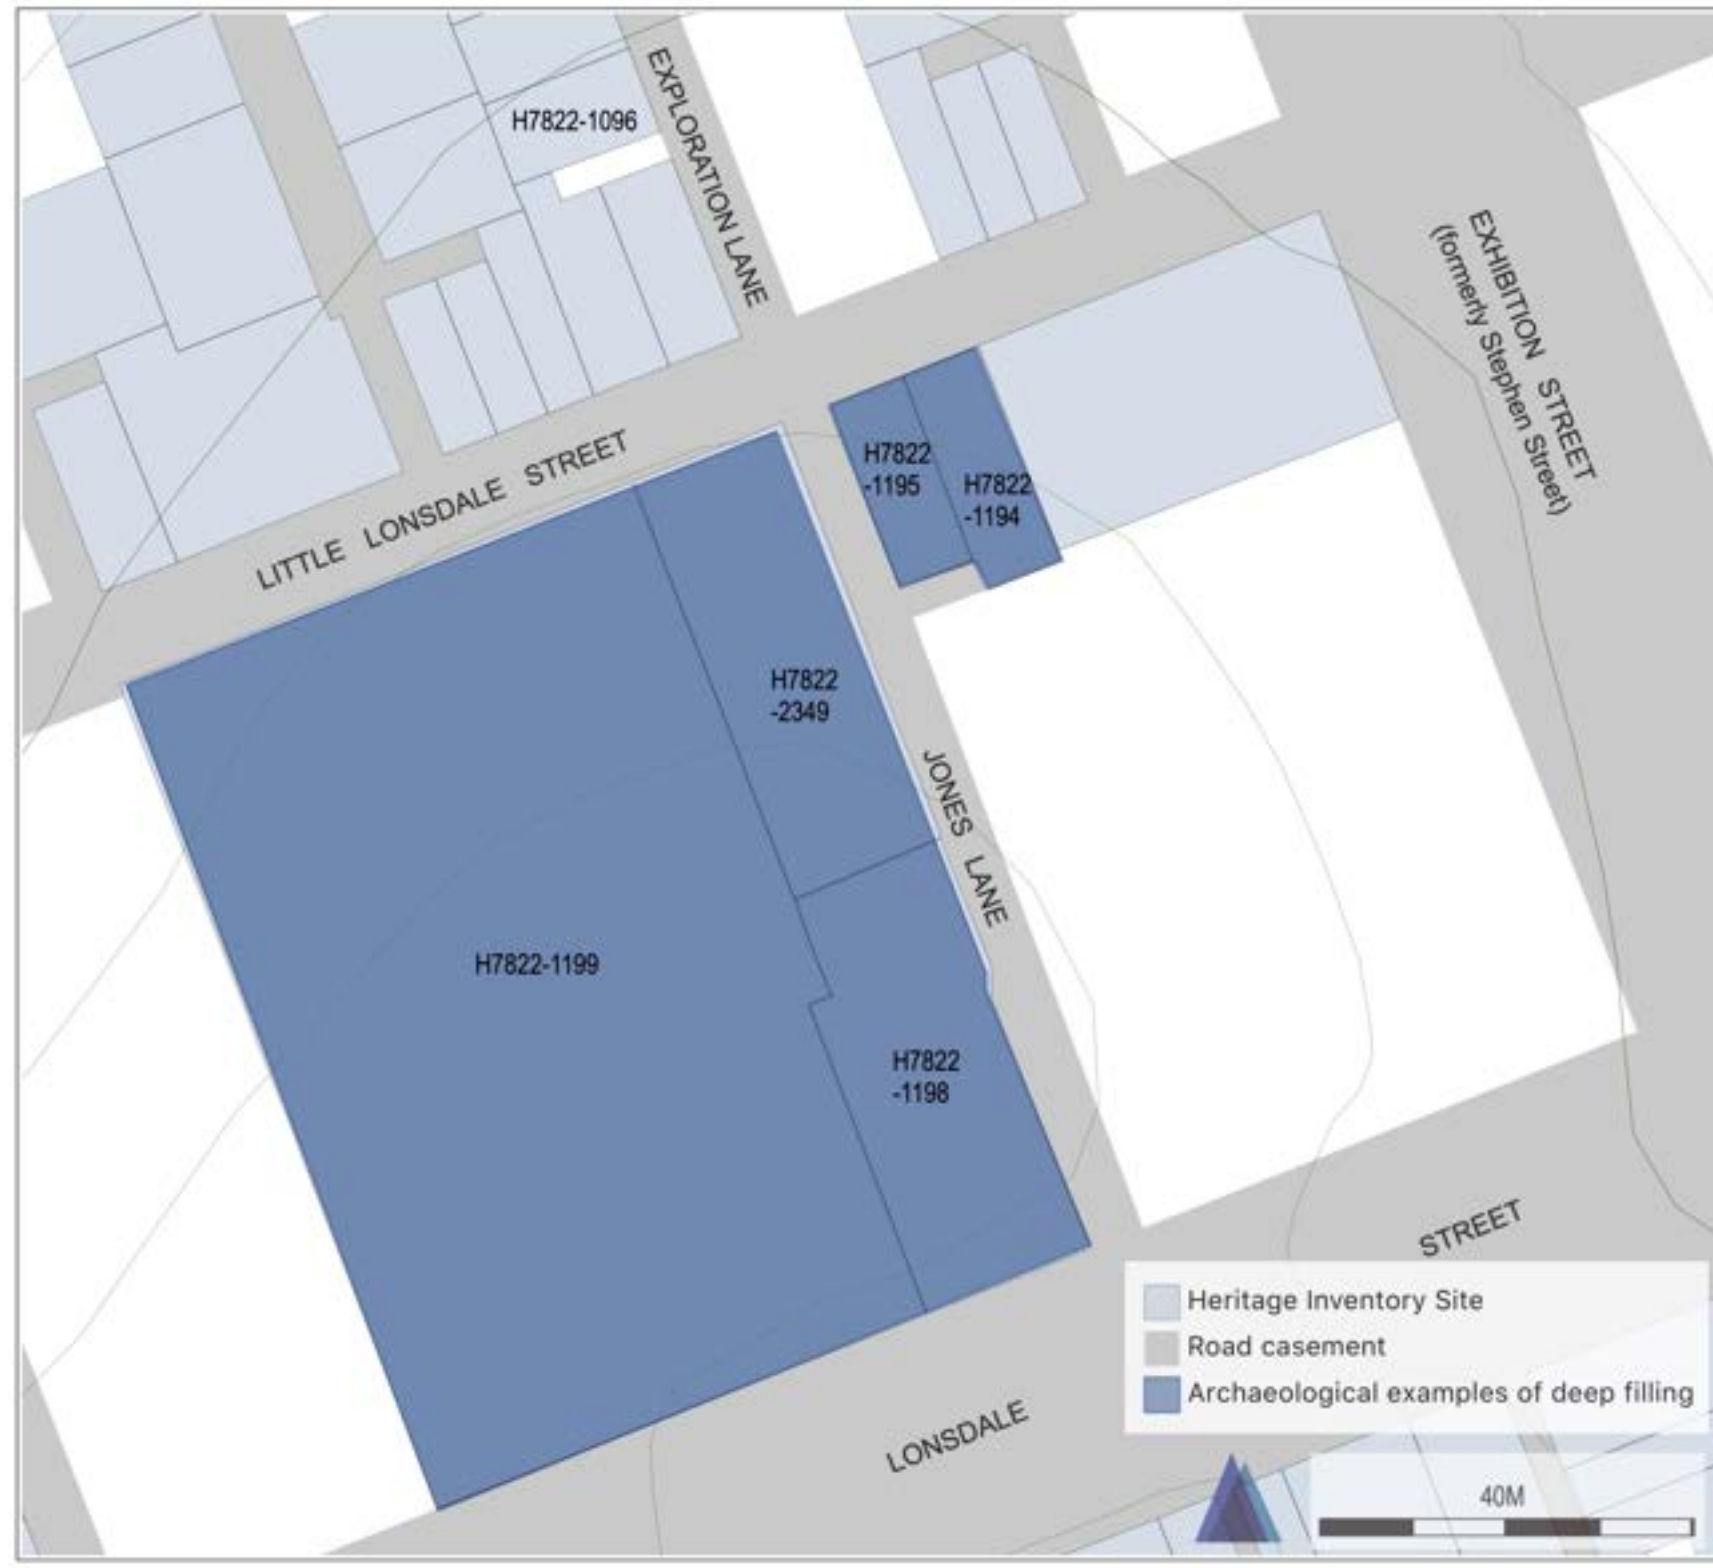 H7822-1096
EXPLORATION LANE
EXHIBITION STREET
(formerly Stephen Street)
LITTLE LONSDALE STREET
H7822
-1195
H7822
-1194
H7822
-2349
JONES LANE
H7822-1199
H7822
-1198
LONSDALE STREET
Heritage Inventory Site
Road casement
Archaeological examples of deep filling
40M